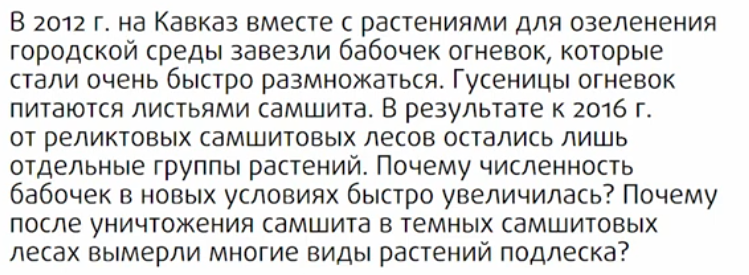 В 2012 г. на Кавказ вместе с растениями для озеленения
городской среды завезли бабочек огневок, которые
стали очень быстро размножаться. Гусеницы огневок
питаются листьями самшита. В результате к 2016 г.
от реликтовых самшитовых лесов остались лишь
отдельные группы растений. Почему численность
бабочек в новых условиях быстро увеличилась? Почему
после уничтожения самшита в темных самшитовых
лесах вымерли многие виды растений подлеска?